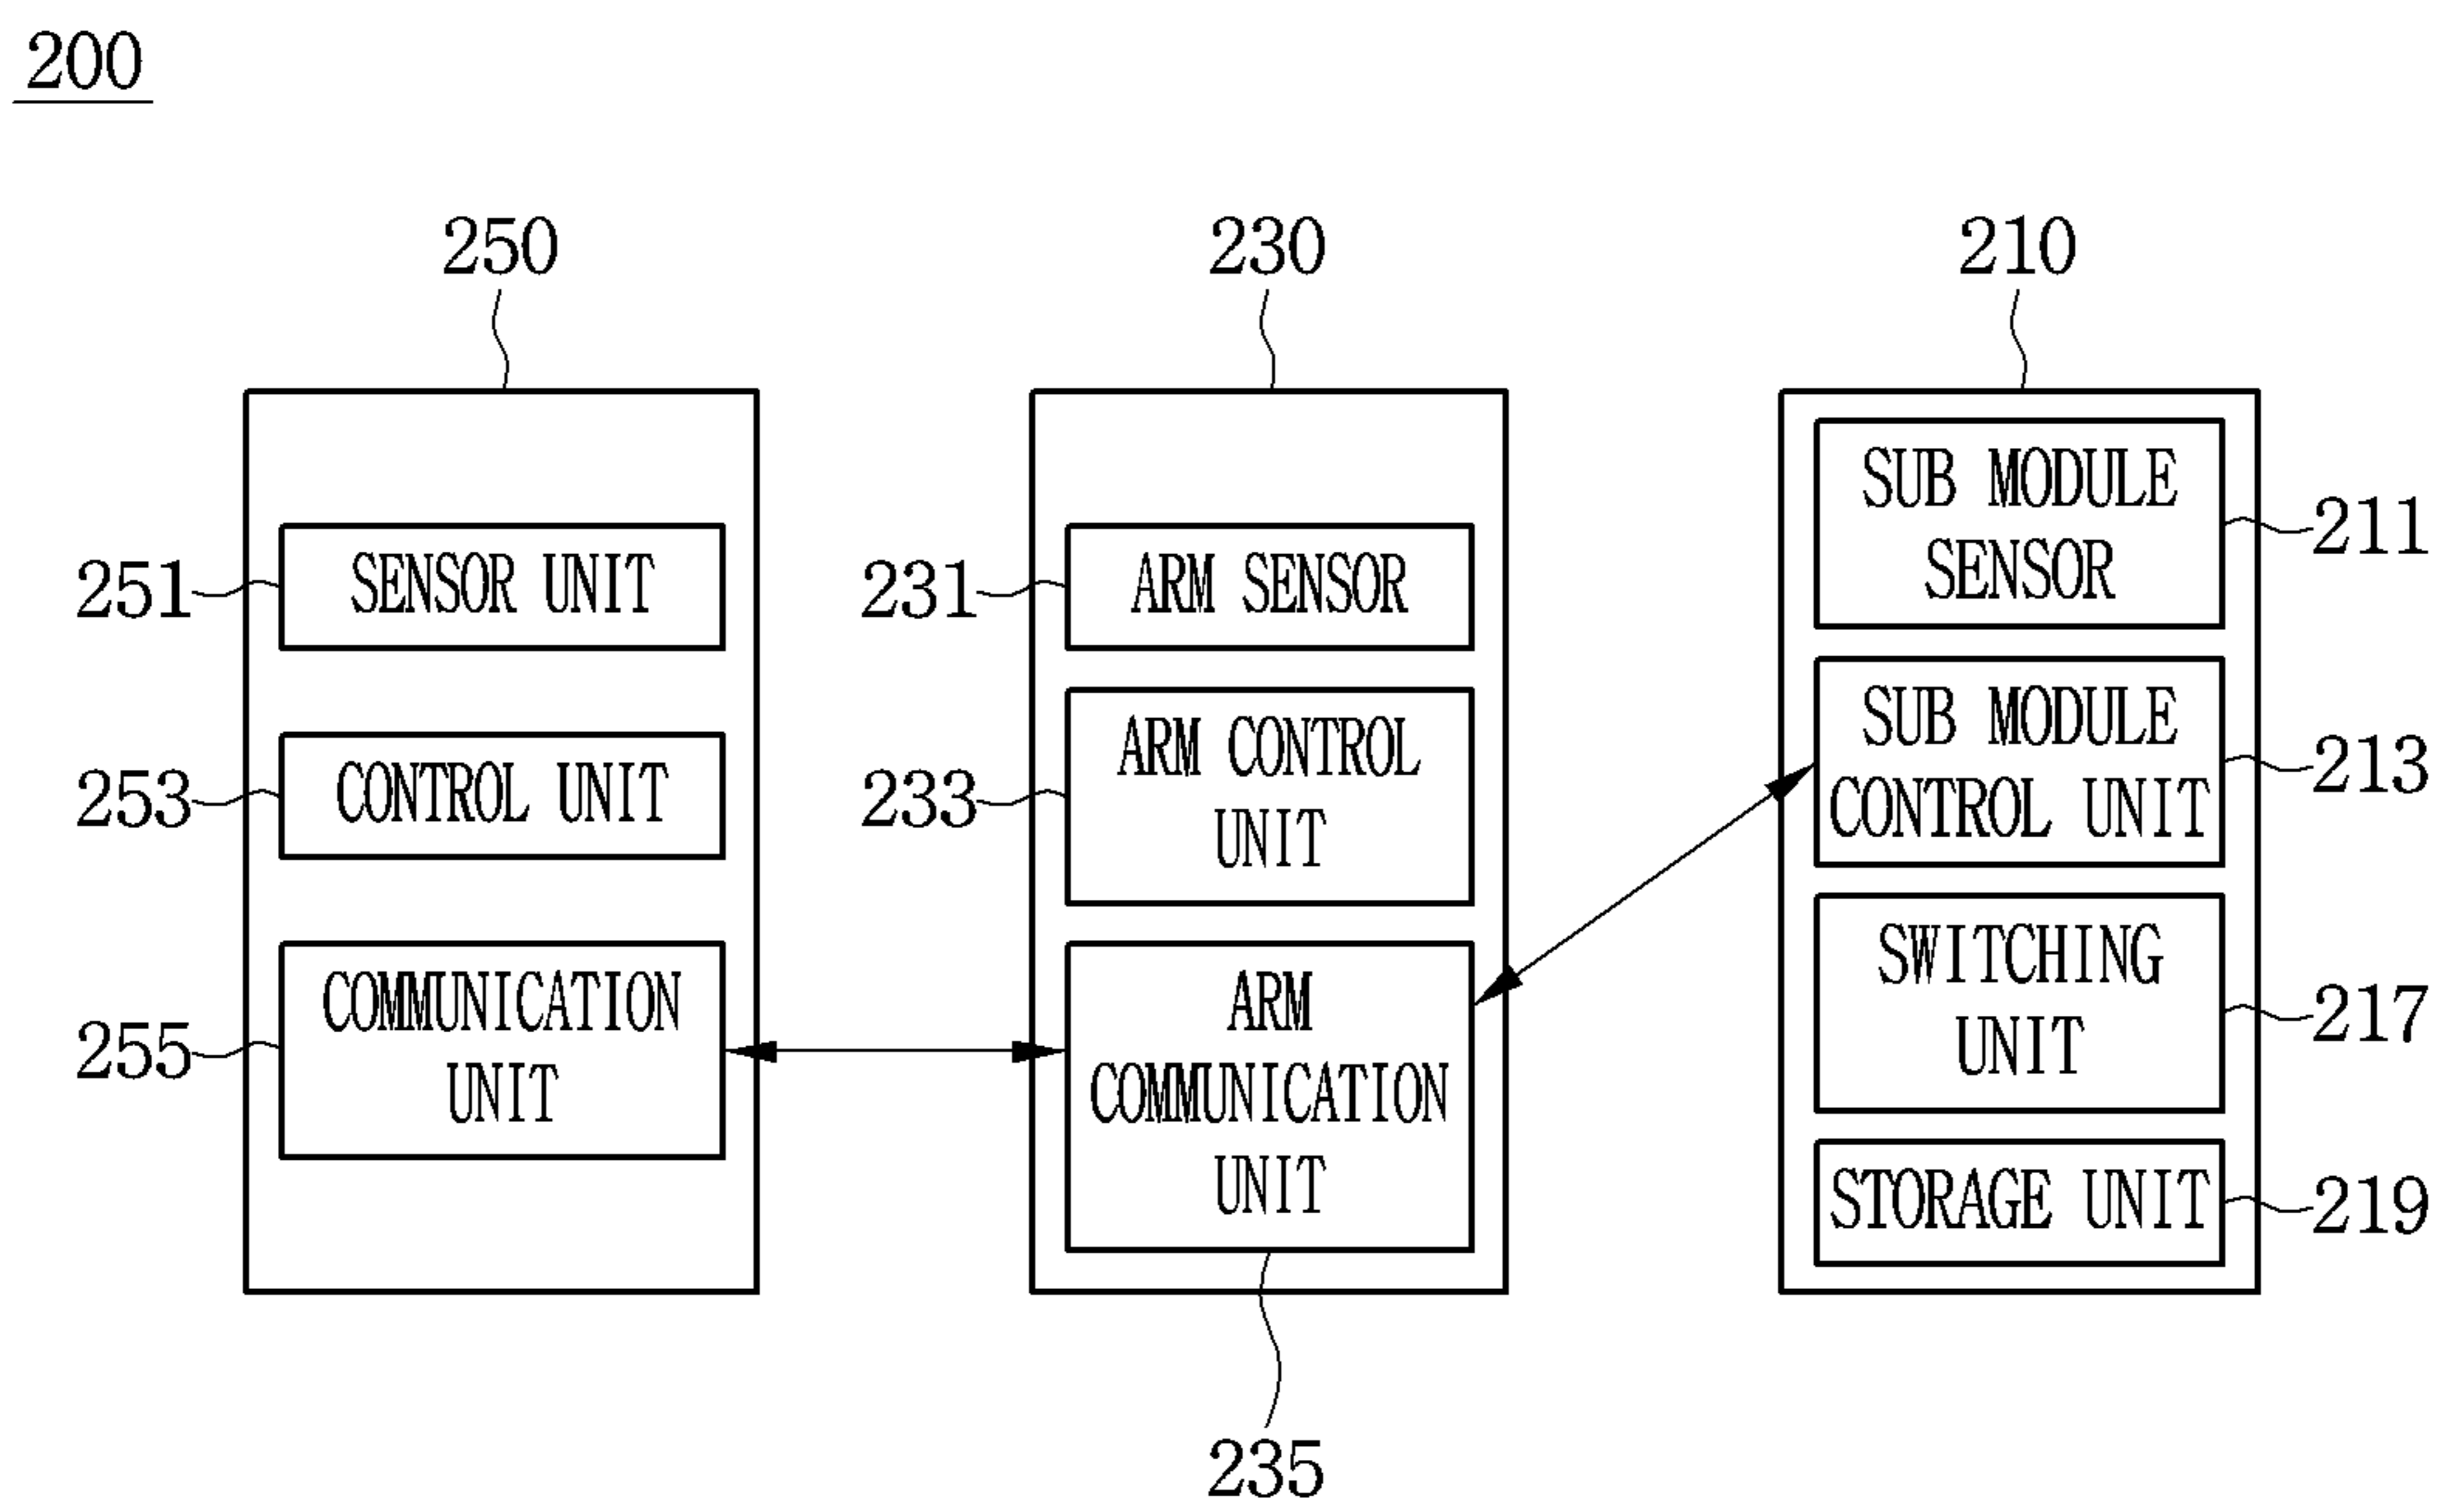 200
250
230
210
SUB MODULE
SENSOR
211
251
SENSOR UNIT
231
ARM SENSOR
SUB MODULE
CONTROL UNIT
213
253
CONTROL UNIT
233
ARM CONTROL
UNIT
SWITCHING
UNIT
217
255
COMMUNICATION
UNIT
ARM
COMMUNICATION
UNIT
STORAGE UNIT
219
235